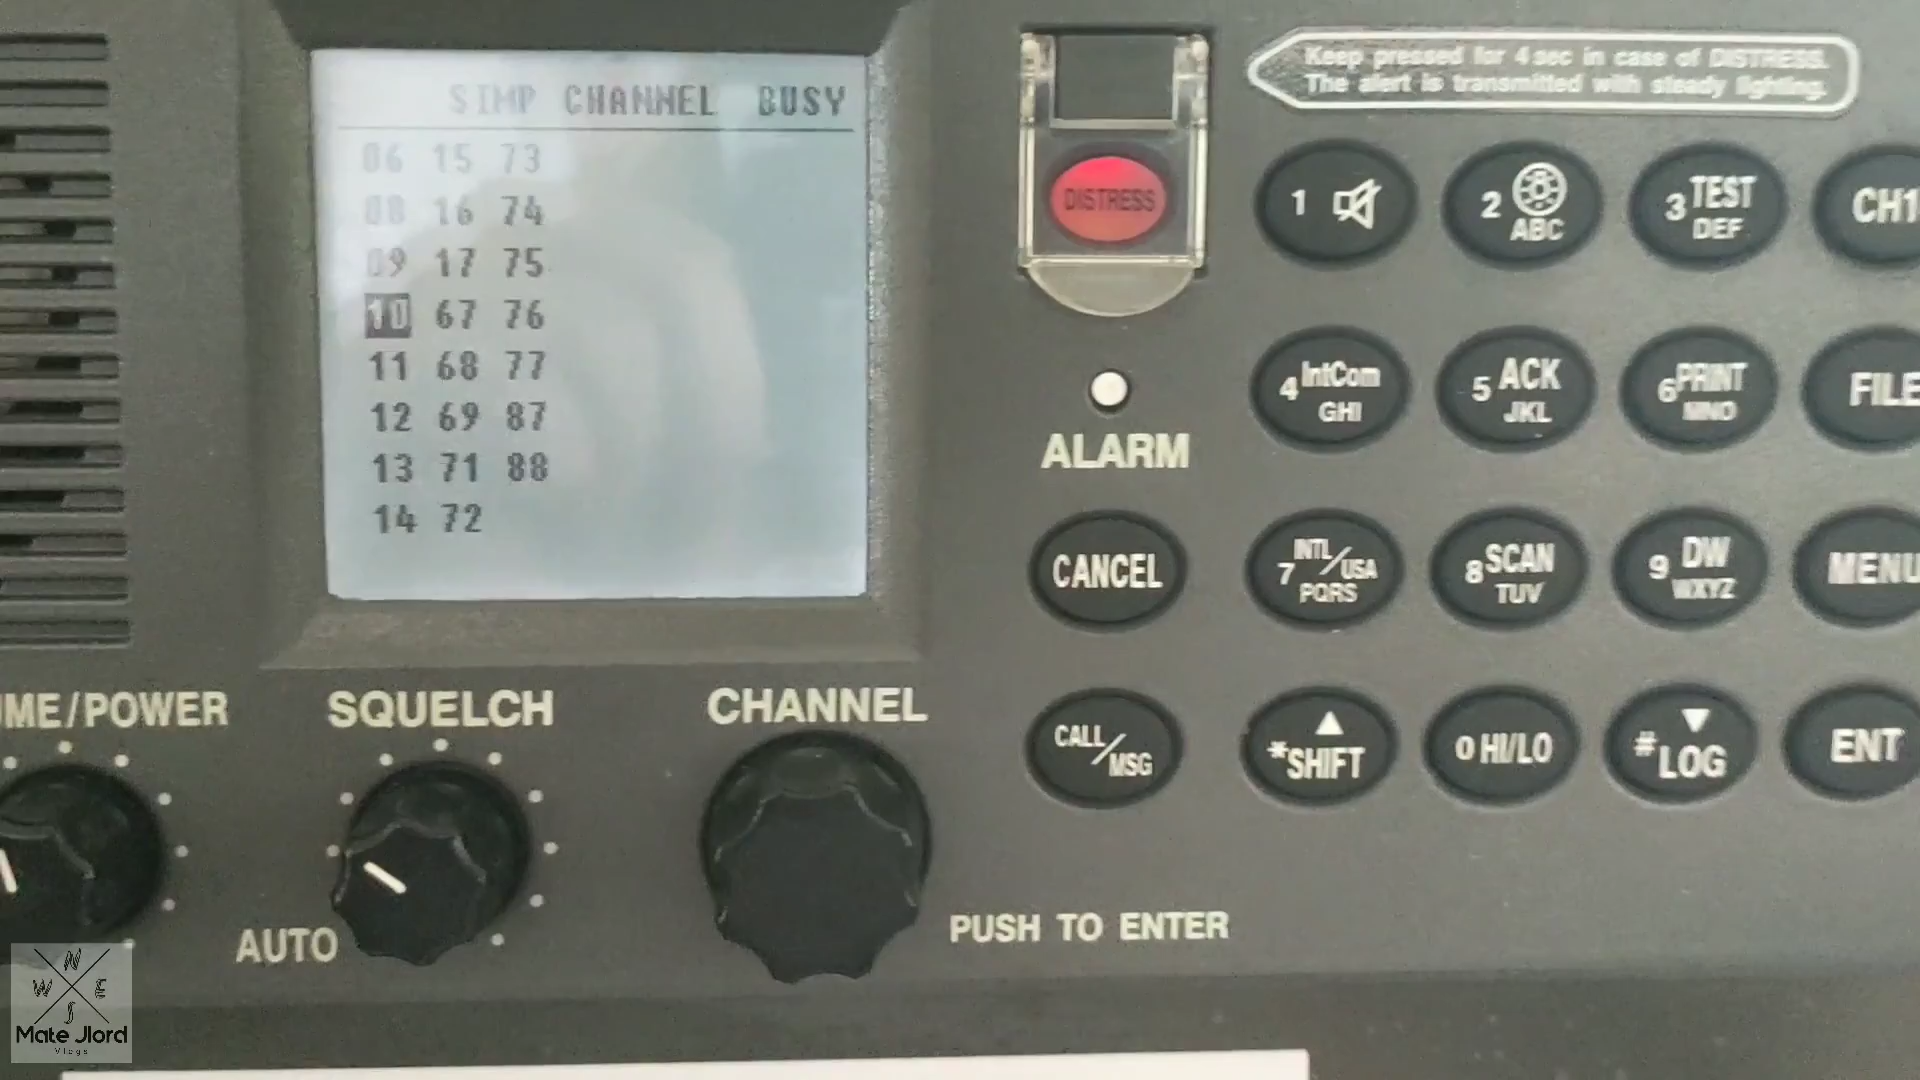 SIMP CHANNEL BUSY
06 15 73
08 16 74
09 17 75
10 67 76
11 68 77
12 69 87
13 71 88
14 72
DISTRESS
Keep pressed for 4 sec in case of DISTRESS.
The alert is transmitted with steady lighting.
1
2 ABC
3 TEST DEF
CH1
ALARM
4 IntCom GHI
5 ACK JKL
6 PRINT MNO
FILE
CANCEL
7 INTL/USA PQRS
8 SCAN TUV
9 DW WXYZ
MENU
UME/POWER
SQUELCH
CHANNEL
CALL/MSG
*SHIFT
0 HI/LO
# LOG
ENT
AUTO
PUSH TO ENTER
N
W E
S
Mate Jlord
Vlogs